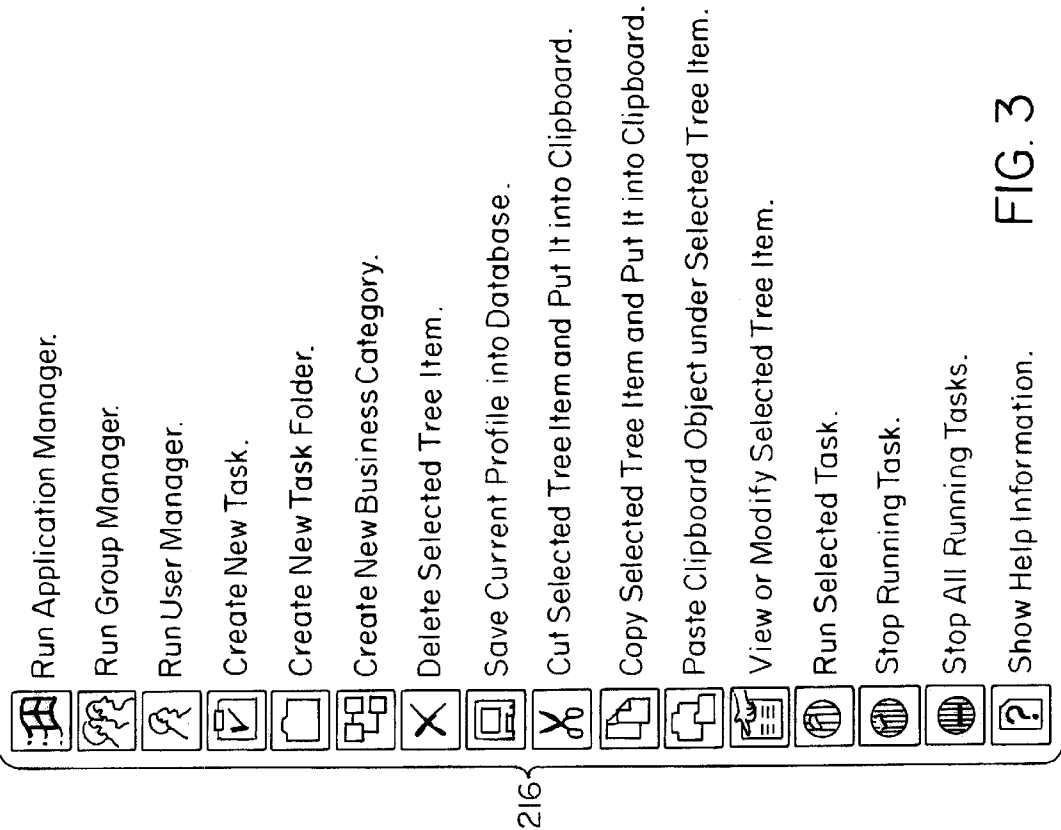 216
Run Application Manager.
Run Group Manager.
Run User Manager.
Create New Task.
Create New Task Folder.
Create New Business Category.
Delete Selected Tree Item.
Save Current Profile into Database.
Cut Selected Tree Item and Put It into Clipboard.
Copy Selected Tree Item and Put It into Clipboard.
Paste Clipboard Object under Selected Tree Item.
View or Modify Selected Tree Item.
Run Selected Task.
Stop Running Task.
Stop All Running Tasks.
? Show Help Information.
FIG. 3